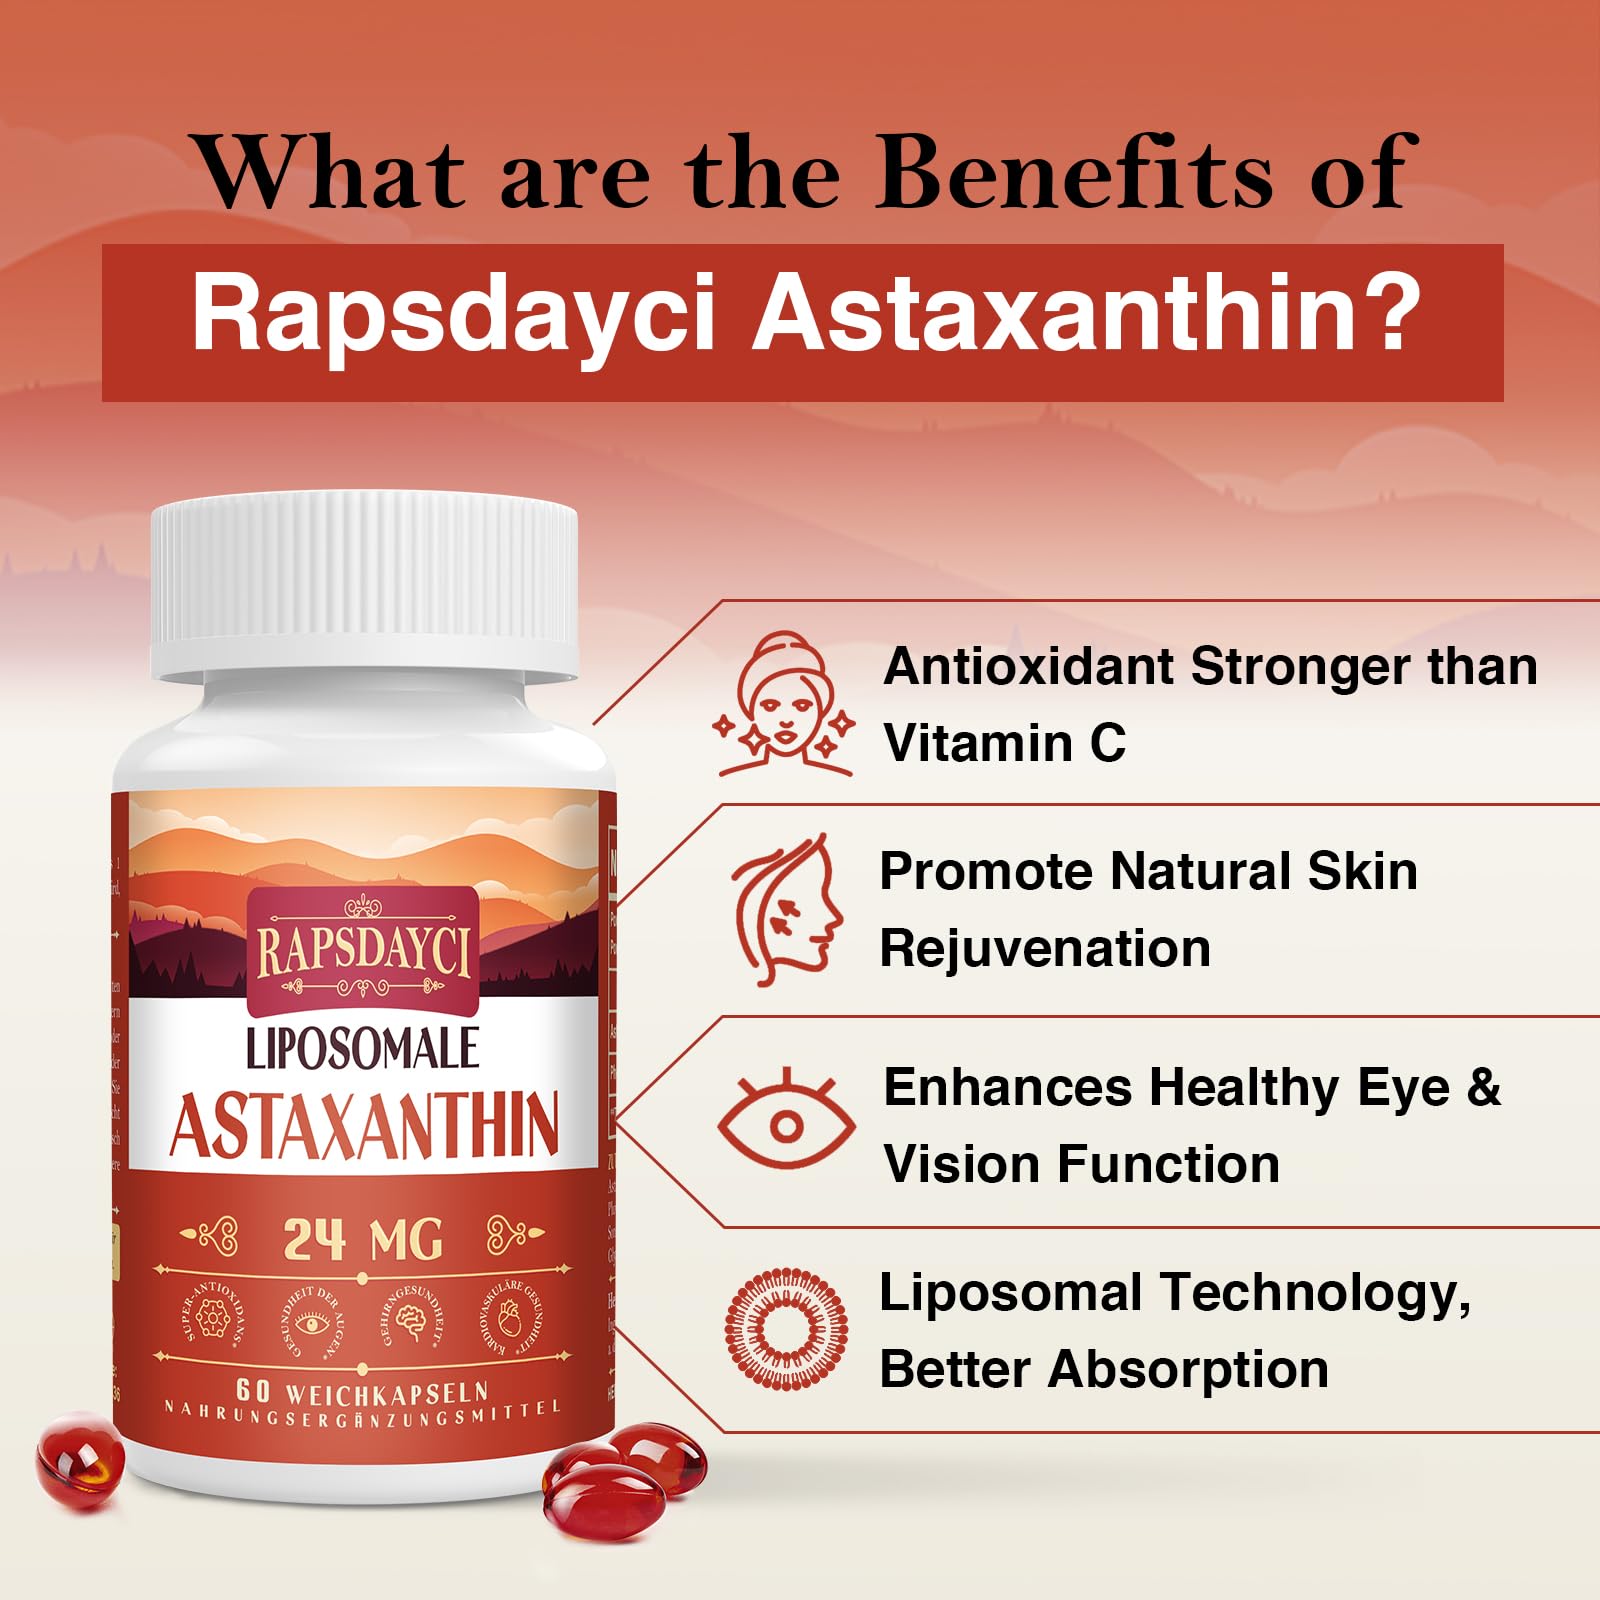 What are the Benefits of
Rapsdayci Astaxanthin?
Antioxidant Stronger than
Vitamin C
Promote Natural Skin
Rejuvenation
Enhances Healthy Eye &
Vision Function
Liposomal Technology,
Better Absorption
RAPSDAYCI
LIPOSOMALE
ASTAXANTHIN
24 MG
SUPER-ANTIOXIDANS*
GESUNDHEIT DER AUGEN*
GEHIRNGESUNDHEIT*
KARDIOVASKULÄRE GESUNDHEIT*
60 WEICHKAPSELN
NAHRUNGSERGÄNZUNGSMITTEL